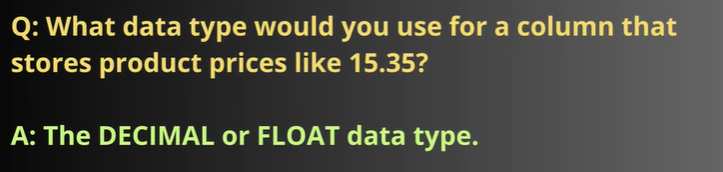 Q: What data type would you use for a column that
stores product prices like 15.35?
A: The DECIMAL or FLOAT data type.